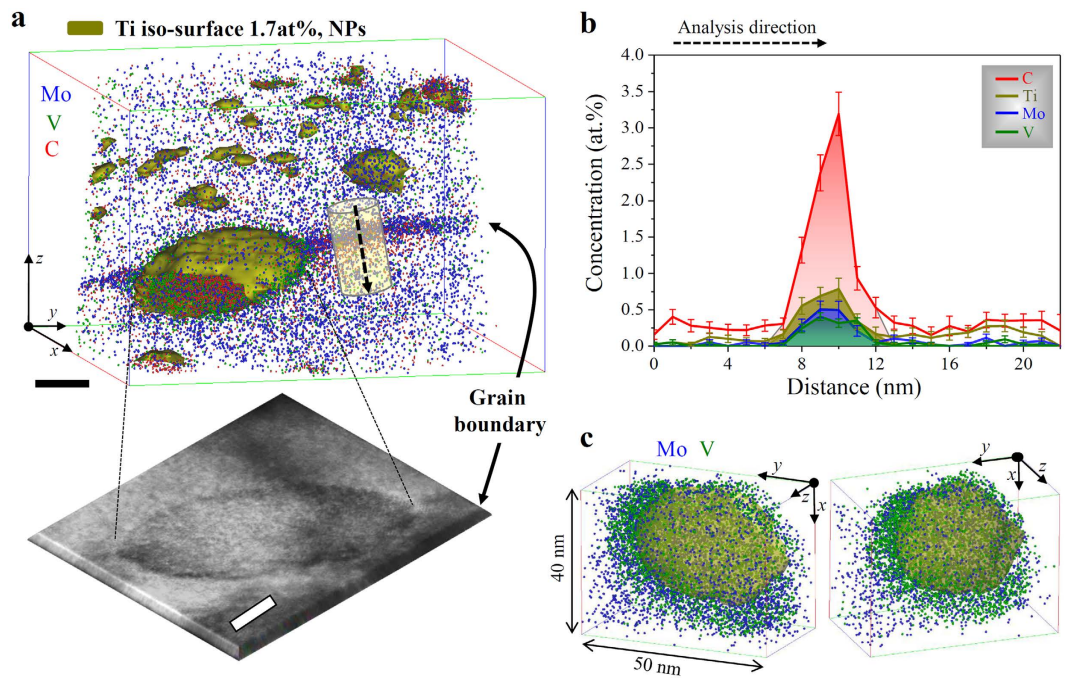 a
Ti iso-surface 1.7at%, NPs
Mo
V
C
z
y
x
Grain
boundary
b
Analysis direction
Concentration (at.%)
4.0
3.5
3.0
2.5
2.0
1.5
1.0
0.5
0.0
C
Ti
Mo
V
0 4 8 12 16 20
Distance (nm)
c
Mo V
y
z
x
40 nm
50 nm
y
z
x